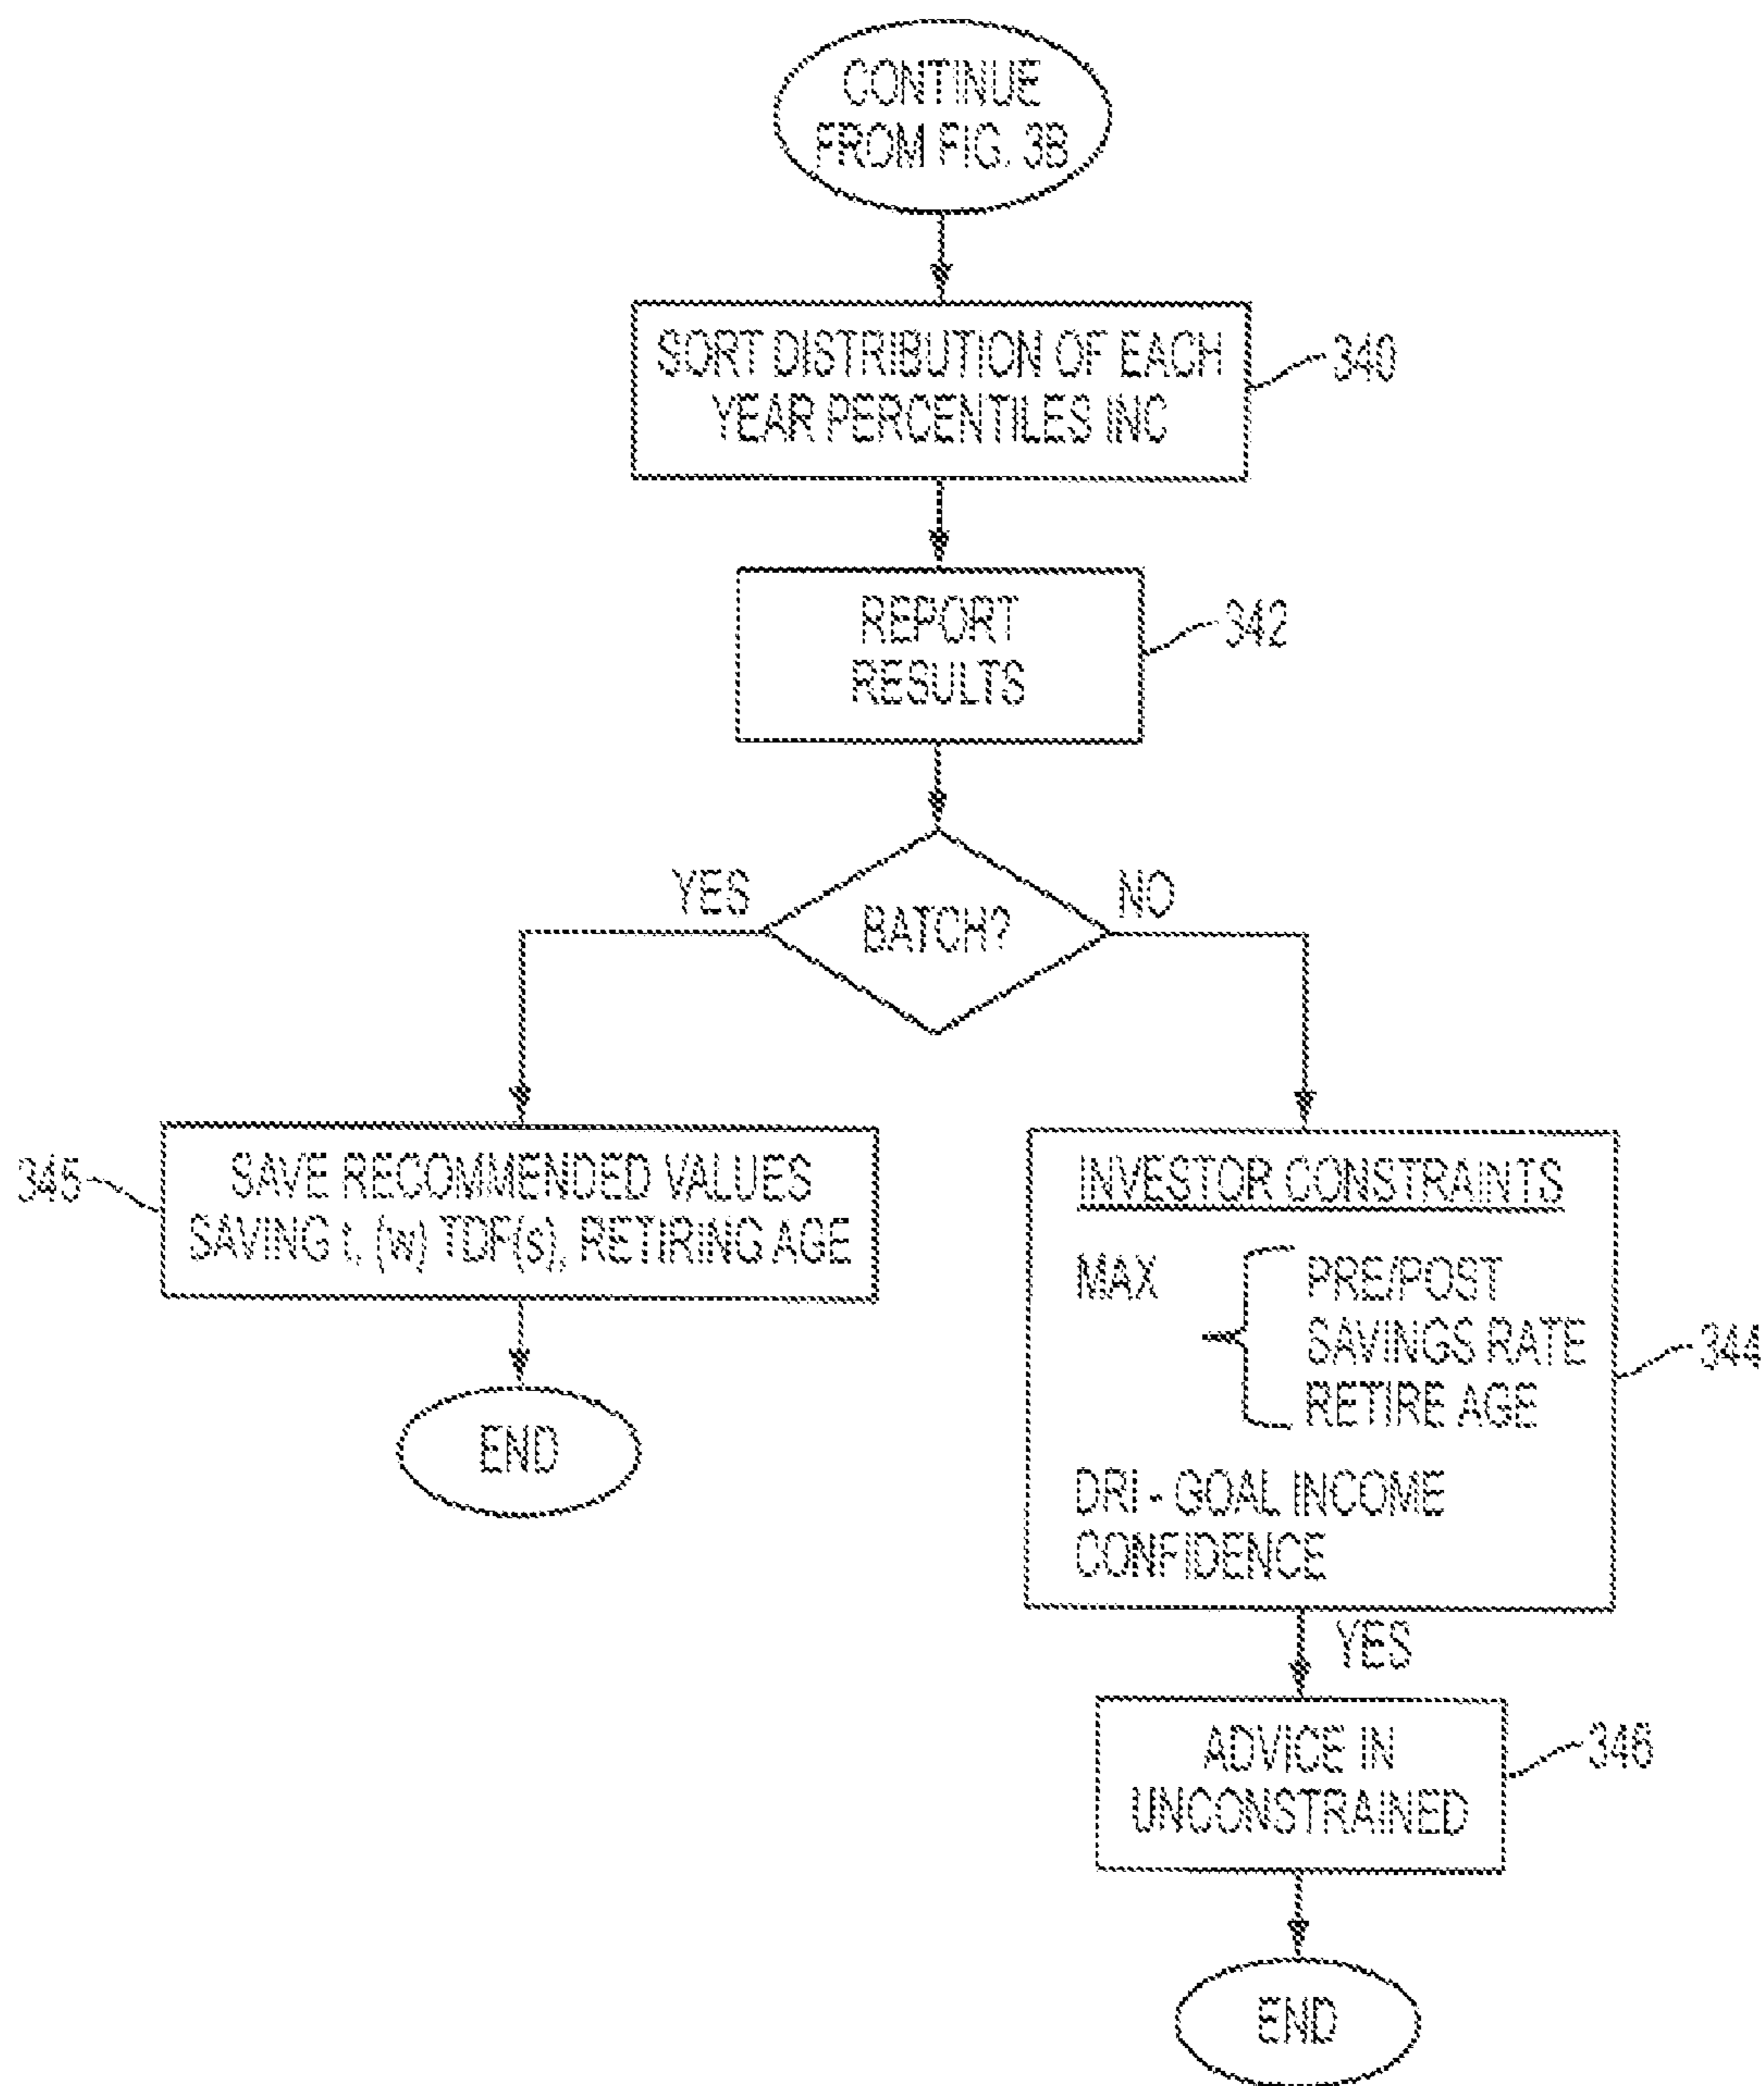 CONTINUE
FROM FIG. 3B
SORT DISTRIBUTION OF EACH
YEAR PERCENTILES INC
340
REPORT
RESULTS
342
YES
NO
BATCH?
345
SAVE RECOMMENDED VALUES
SAVING t, (w) TDF(s), RETIRING AGE
END
INVESTOR CONSTRAINTS
MAX
PRE/POST
SAVINGS RATE
RETIRE AGE
DRI - GOAL INCOME
CONFIDENCE
344
YES
ADVICE IN
UNCONSTRAINED
346
END